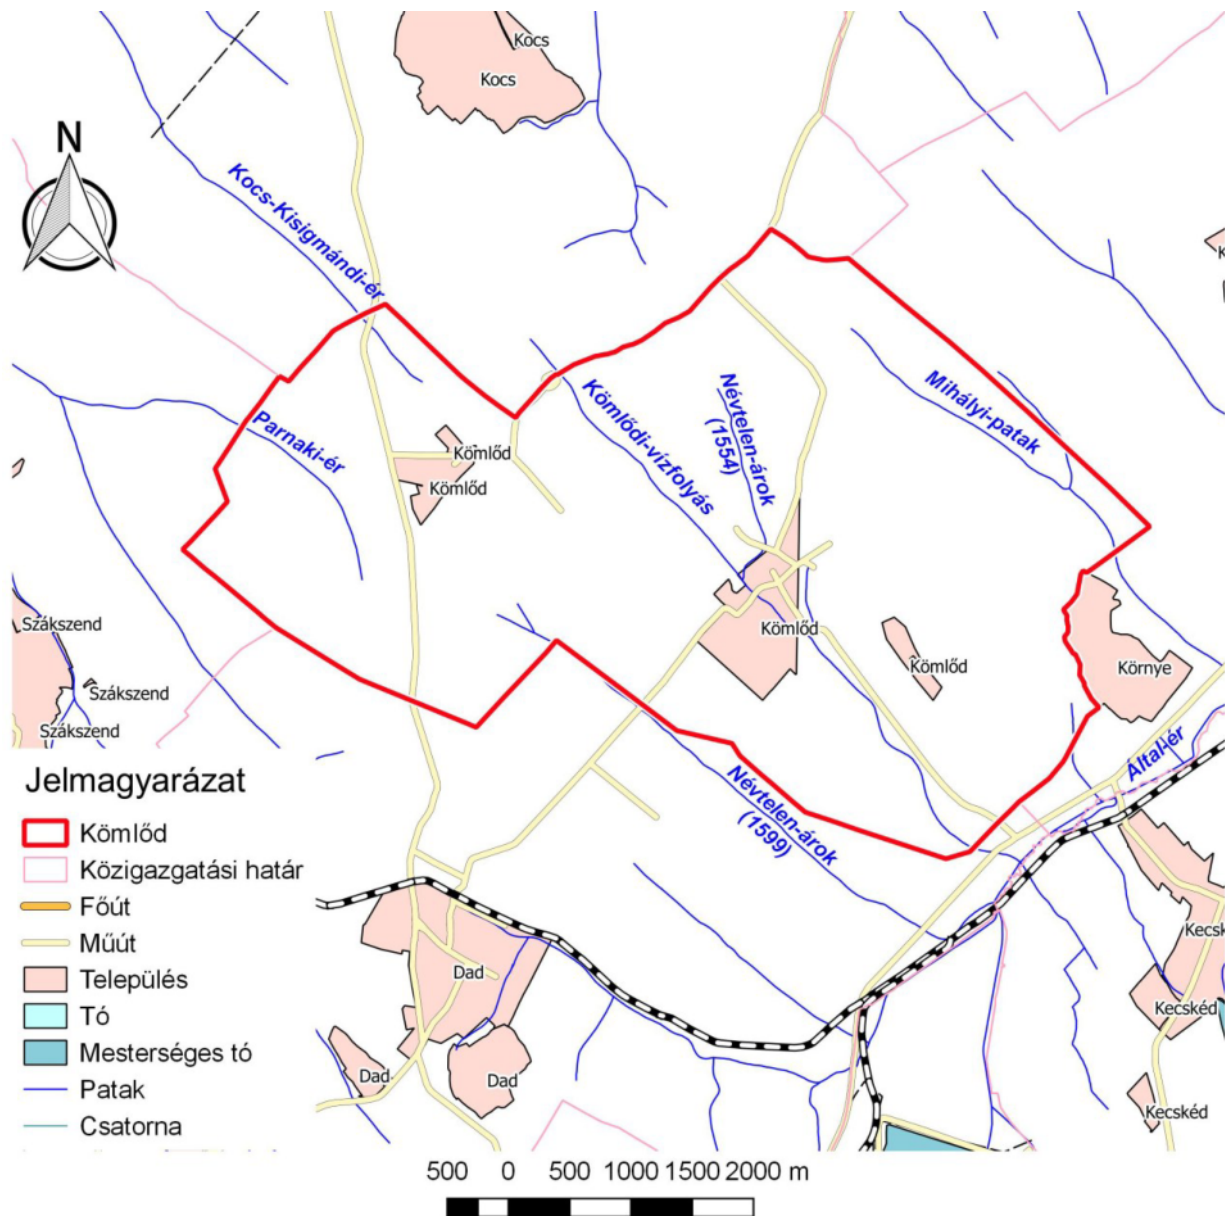 Kocs
Kocs
N
Kocs-Kisigmándi-ér
Parnaki-ér
Kömlődi-vízfolyás
Névtelen-árok
(1554)
Mihályi-patak
Kömlőd
Kömlőd
Szákszend
Szákszend
Szákszend
Kömlőd
Kömlőd
Környe
Által-ér
Névtelen-árok
(1599)
Jelmagyarázat
Kömlőd
Közigazgatási határ
Főút
Műút
Település
Tó
Mesterséges tó
Patak
Csatorna
Dad
Dad
Dad
Kecsk
Kecskéd
Kecskéd
500 0 500 1000 1500 2000 m